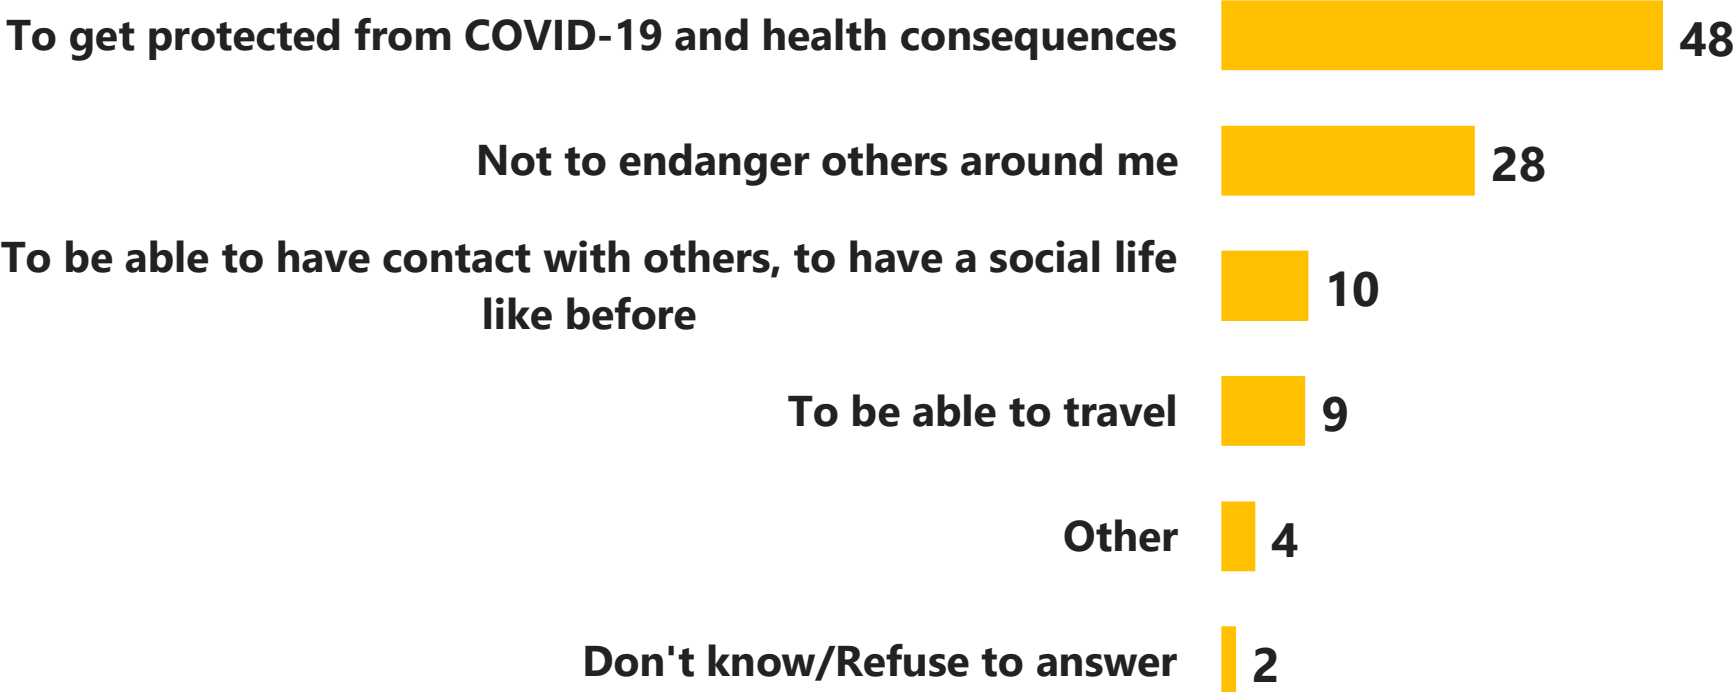 To get protected from COVID-19 and health consequences 48
Not to endanger others around me 28
To be able to have contact with others, to have a social life
like before 10
To be able to travel 9
Other 4
Don't know/Refuse to answer 2